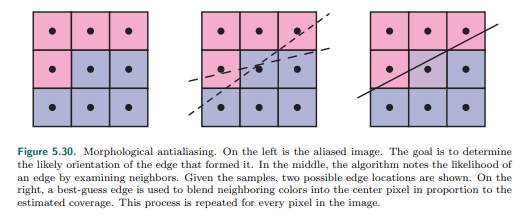 Figure 5.30. Morphological antialiasing. On the left is the aliased image. The goal is to determine
the likely orientation of the edge that formed it. In the middle, the algorithm notes the likelihood of
an edge by examining neighbors. Given the samples, two possible edge locations are shown. On the
right, a best-guess edge is used to blend neighboring colors into the center pixel in proportion to the
estimated coverage. This process is repeated for every pixel in the image.